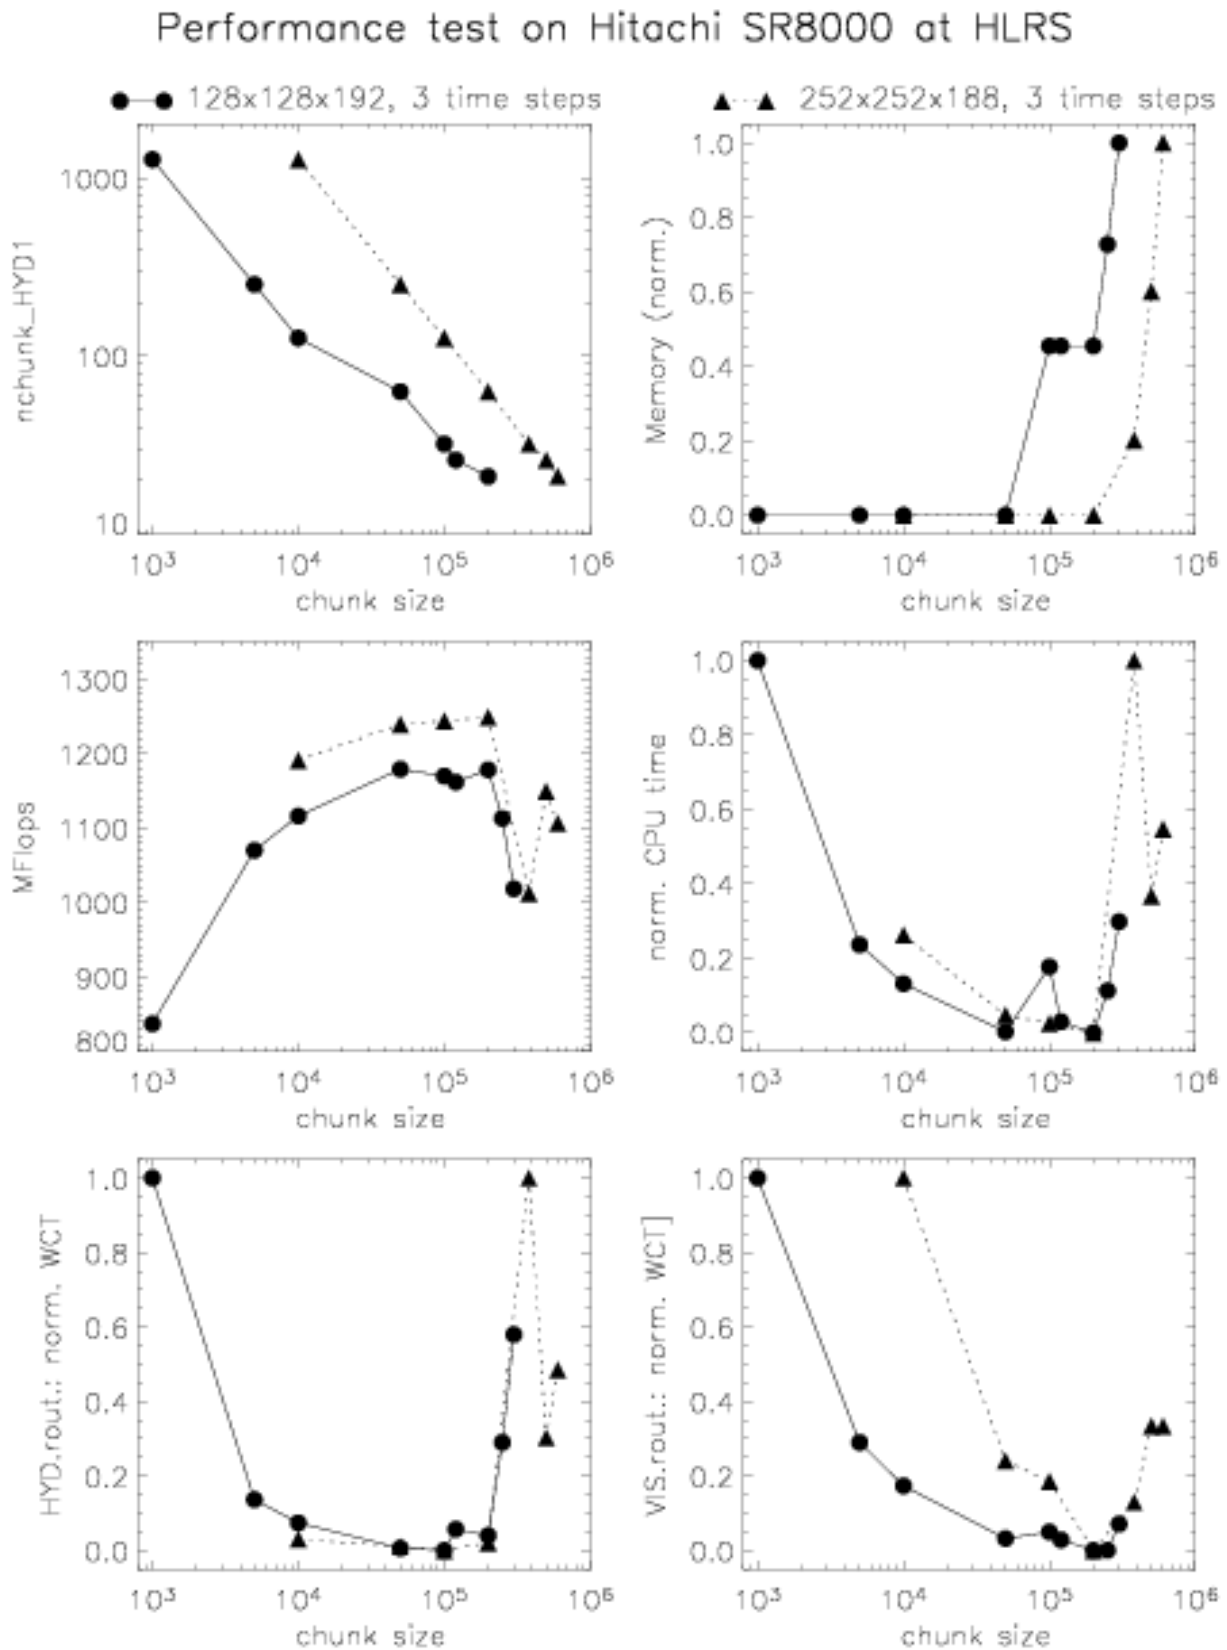 Performance test on Hitachi SR8000 at HLRS
128x128x192, 3 time steps
252x252x188, 3 time steps
nchunk_HYD1
1000
100
10
10³ 10⁴ 10⁵ 10⁶
chunk size
Memory (norm.)
1.0
0.8
0.6
0.4
0.2
0.0
10³ 10⁴ 10⁵ 10⁶
chunk size
MFlops
1300
1200
1100
1000
900
800
10³ 10⁴ 10⁵ 10⁶
chunk size
norm. CPU time
1.0
0.8
0.6
0.4
0.2
0.0
10³ 10⁴ 10⁵ 10⁶
chunk size
HYD.rout.: norm. WCT
1.0
0.8
0.6
0.4
0.2
0.0
10³ 10⁴ 10⁵ 10⁶
chunk size
VIS.rout.: norm. WCT]
1.0
0.8
0.6
0.4
0.2
0.0
10³ 10⁴ 10⁵ 10⁶
chunk size